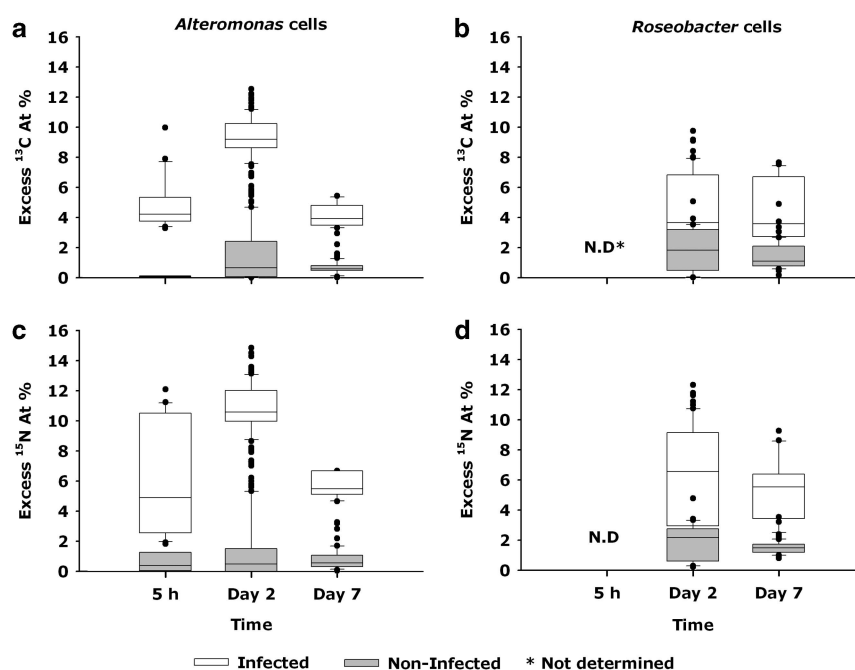 a
Alteromonas cells
Excess ¹³C At %
16
14
12
10
8
6
4
2
0
b
Roseobacter cells
Excess ¹³C At %
16
14
12
10
8
6
4
2
0
N.D*
c
Excess ¹⁵N At %
16
14
12
10
8
6
4
2
0
5 h Day 2 Day 7
Time
d
Excess ¹⁵N At %
16
14
12
10
8
6
4
2
0
N.D
5 h Day 2 Day 7
Time
Infected Non-Infected * Not determined